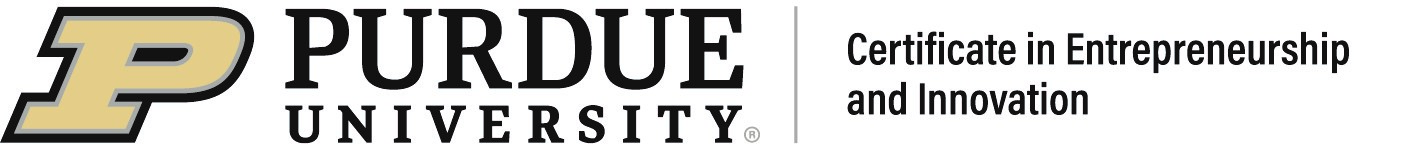 P
PURDUE
UNIVERSITY®
Certificate in Entrepreneurship
and Innovation